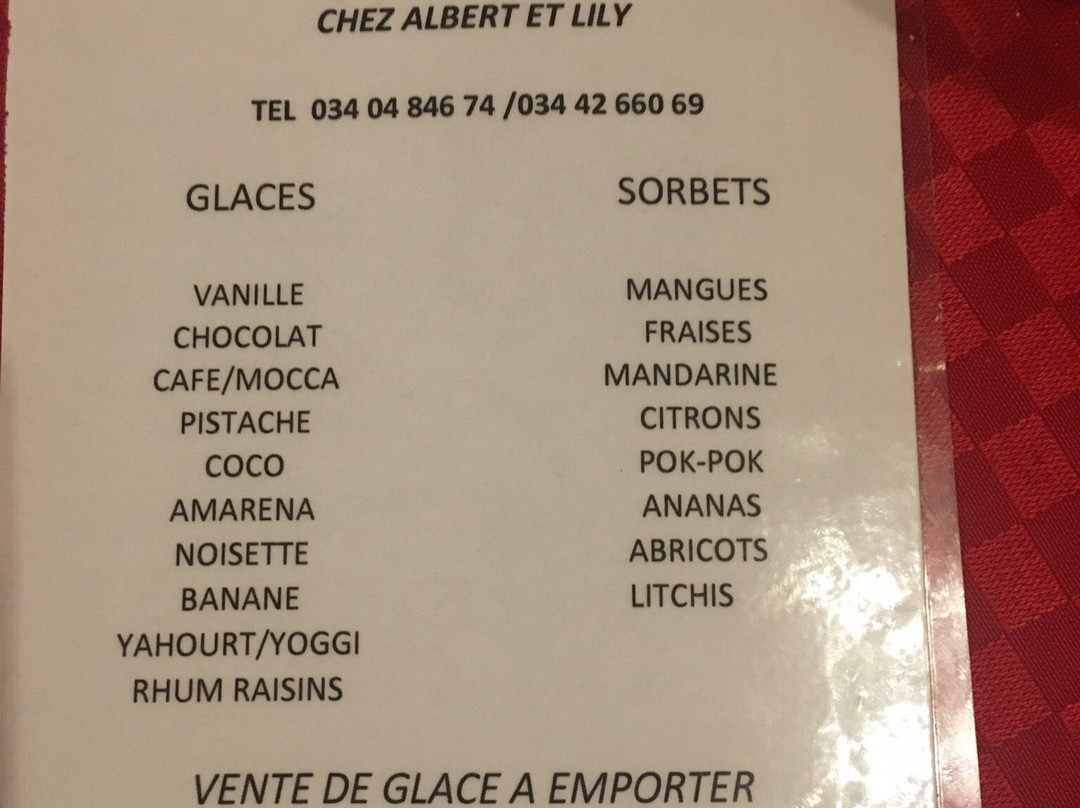 CHEZ ALBERT ET LILY
TEL 034 04 846 74 /034 42 660 69
GLACES
VANILLE
CHOCOLAT
CAFE/MOCCA
PISTACHE
COCO
AMARENA
NOISETTE
BANANE
YAHOURT/YOGGI
RHUM RAISINS
SORBETS
MANGUES
FRAISES
MANDARINE
CITRONS
POK-POK
ANANAS
ABRICOTS
LITCHIS
VENTE DE GLACE A EMPORTER